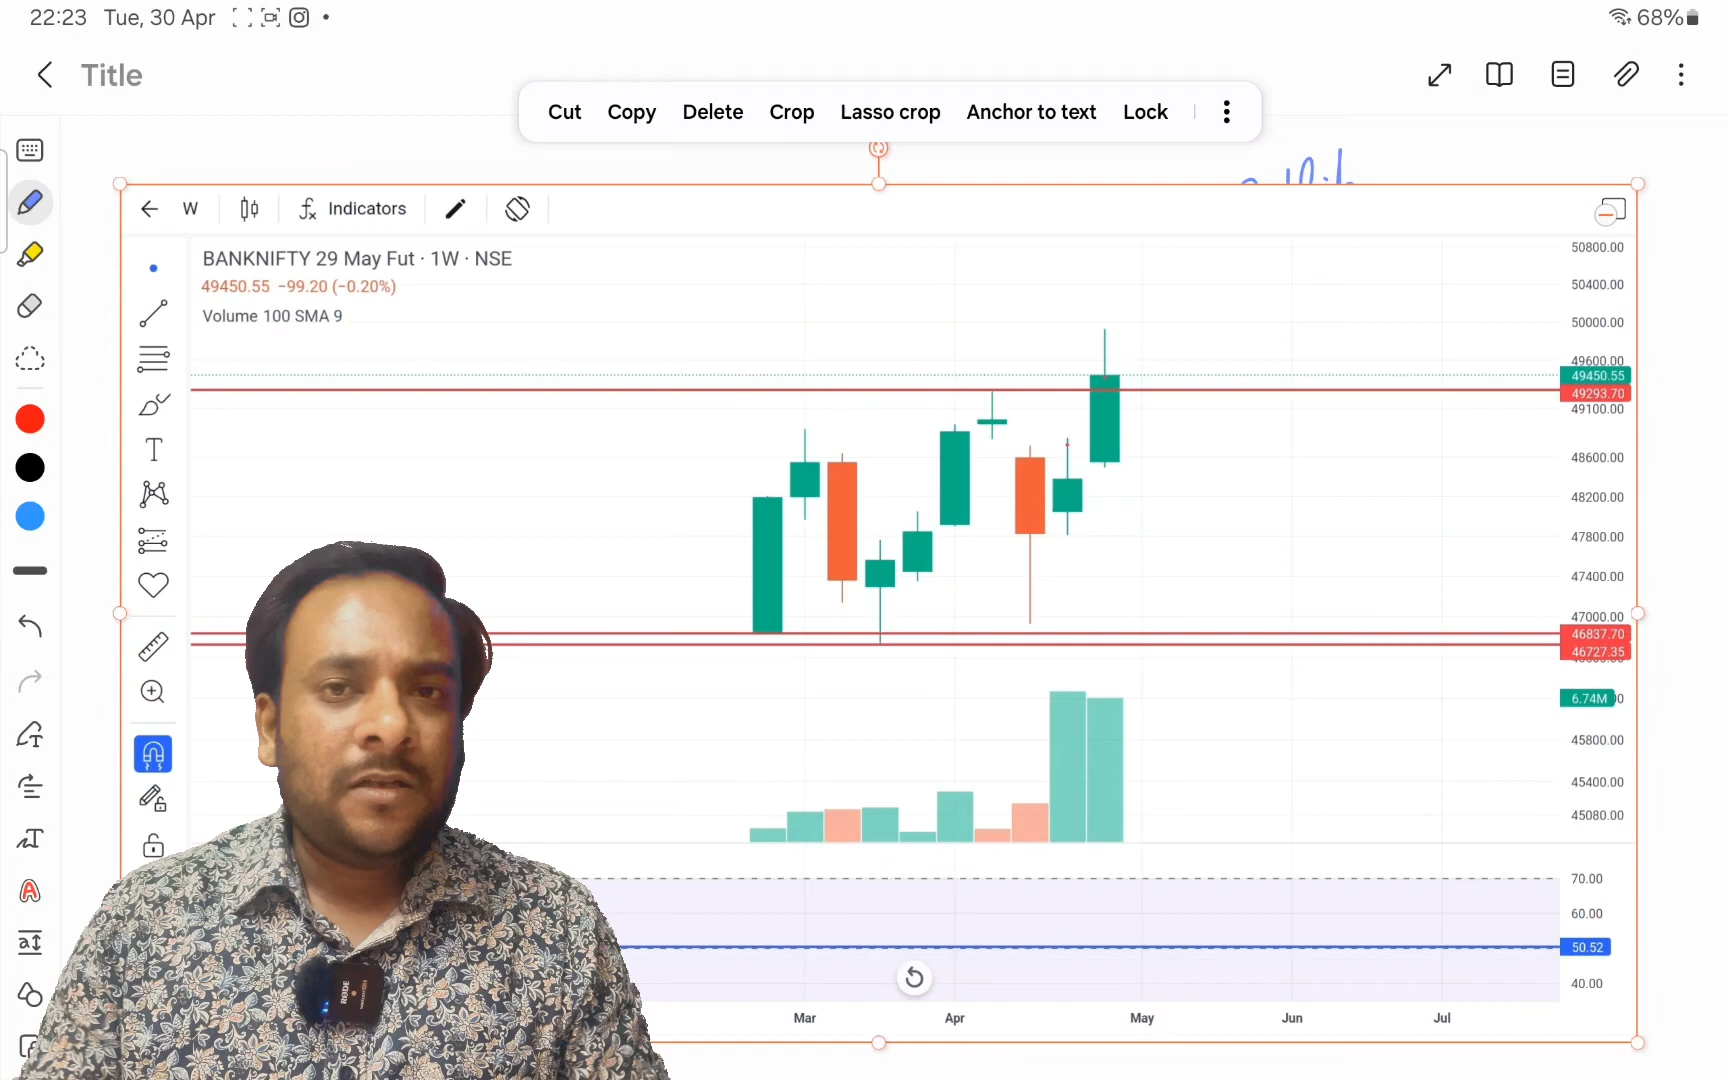 22:23 Tue, 30 Apr 68%
Title
Cut Copy Delete Crop Lasso crop Anchor to text Lock
W Indicators
BANKNIFTY 29 May Fut · 1W · NSE
49450.55 −99.20 (−0.20%)
Volume 100 SMA 9
50800.00
50400.00
50000.00
49600.00
49450.55
49293.70
49100.00
48600.00
48200.00
47800.00
47400.00
47000.00
46837.70
46727.35
6.74M
45800.00
45400.00
45080.00
70.00
60.00
50.52
40.00
Mar Apr May Jun Jul
RODE